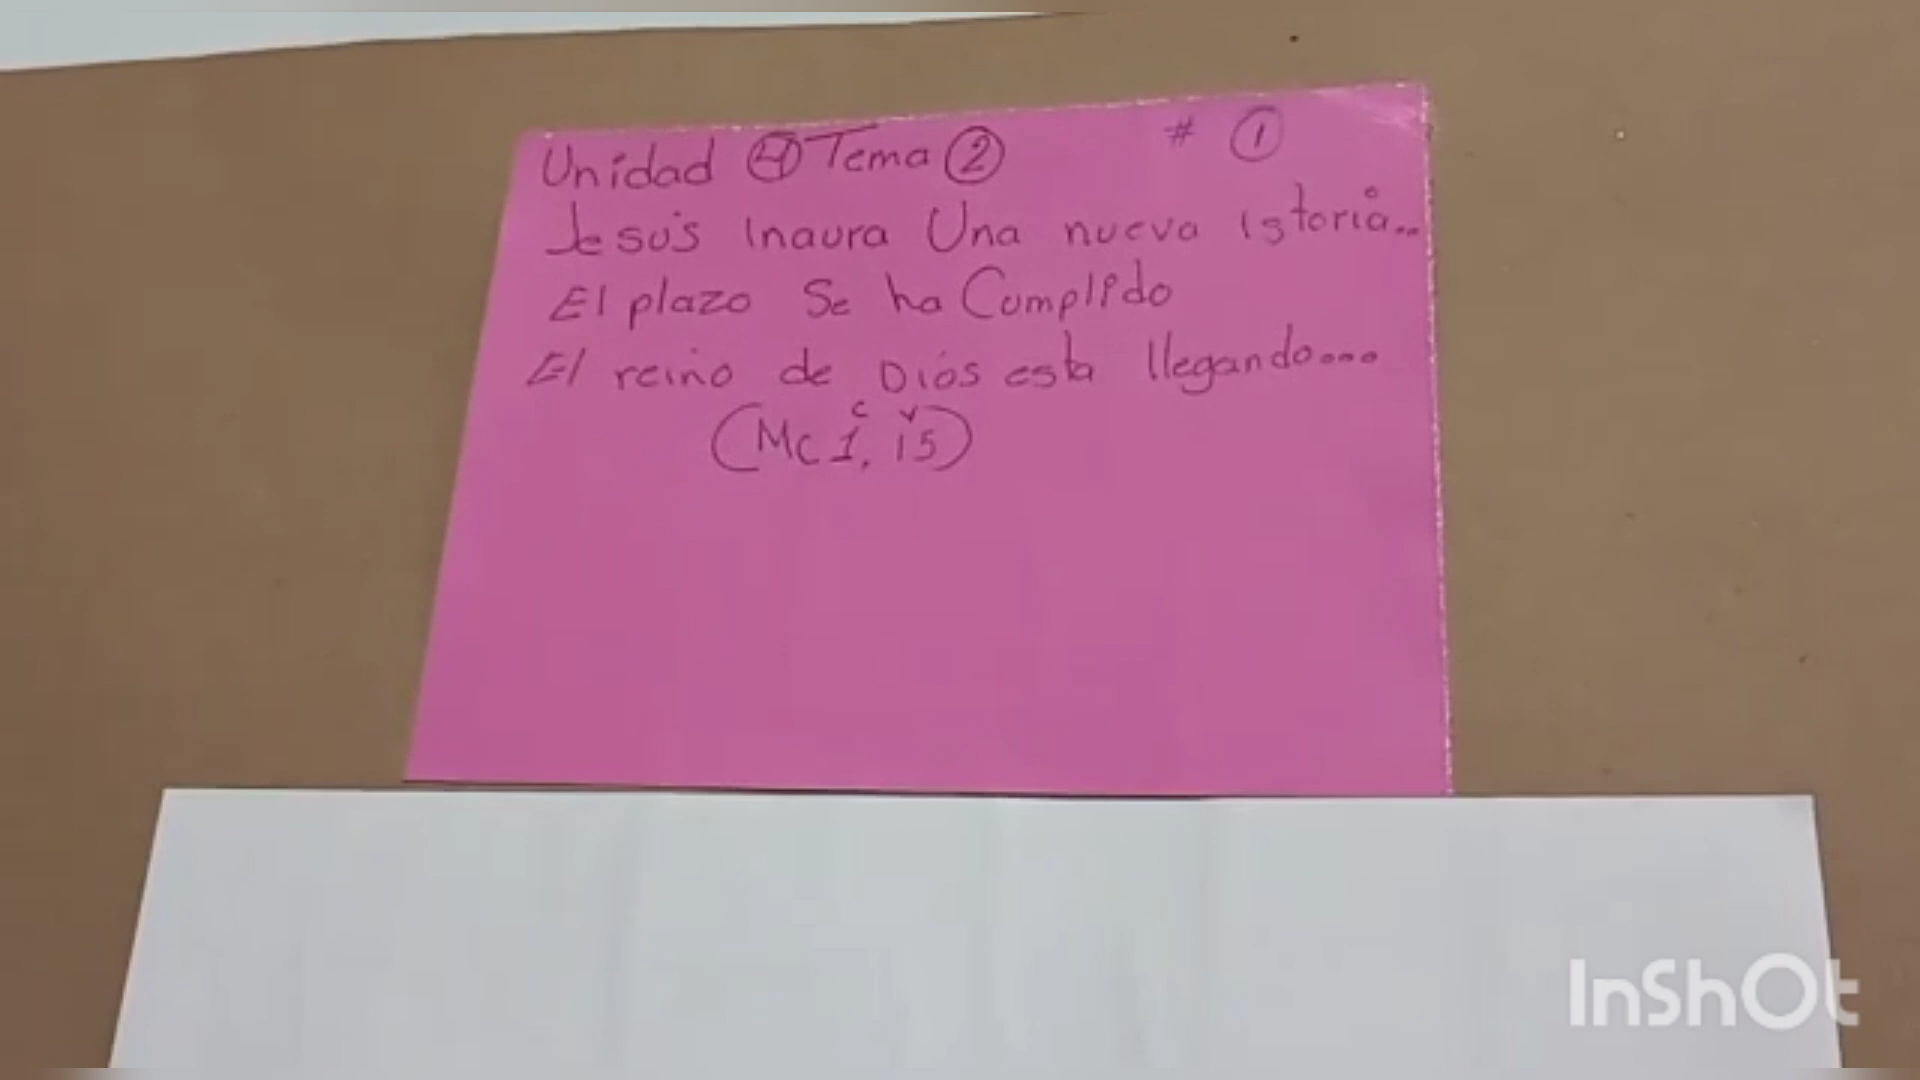 Unidad ④ Tema ② # ①
Jesús inaura Una nueva istoria...
El plazo Se ha Cumplido
El reino de Dios esta llegando...
c v
(Mc 1, 15)
InShOt